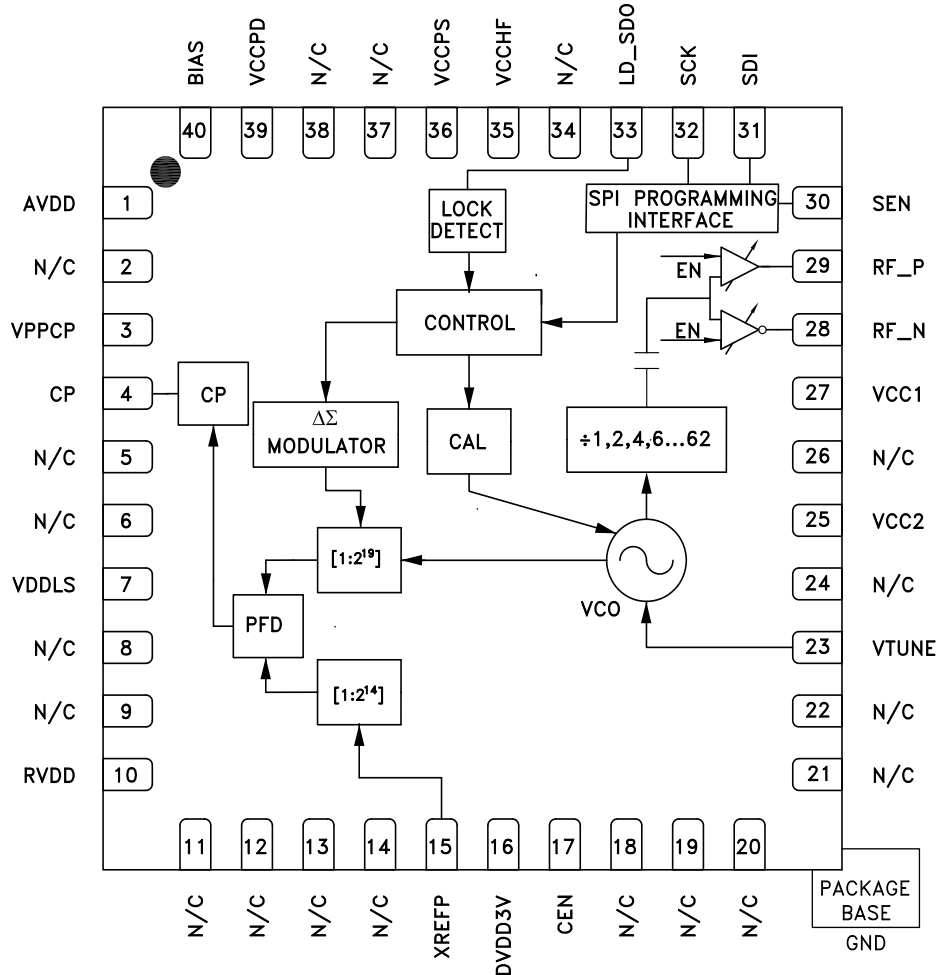 BIAS
VCCPD
N/C
N/C
VCCPS
VCCHF
N/C
LD_SDO
SCK
SDI
40
39
38
37
36
35
34
33
32
31
AVDD 1
N/C 2
VPPCP 3
CP 4
N/C 5
N/C 6
VDDLS 7
N/C 8
N/C 9
RVDD 10
LOCK
DETECT
SPI PROGRAMMING
INTERFACE
EN
EN
CONTROL
CP
ΔΣ
MODULATOR
CAL
÷1,2,4,6...62
[1:2¹⁹]
VCO
PFD
[1:2¹⁴]
30 SEN
29 RF_P
28 RF_N
27 VCC1
26 N/C
25 VCC2
24 N/C
23 VTUNE
22 N/C
21 N/C
11
12
13
14
15
16
17
18
19
20
N/C
N/C
N/C
N/C
XREFP
DVDD3V
CEN
N/C
N/C
N/C
PACKAGE
BASE
GND